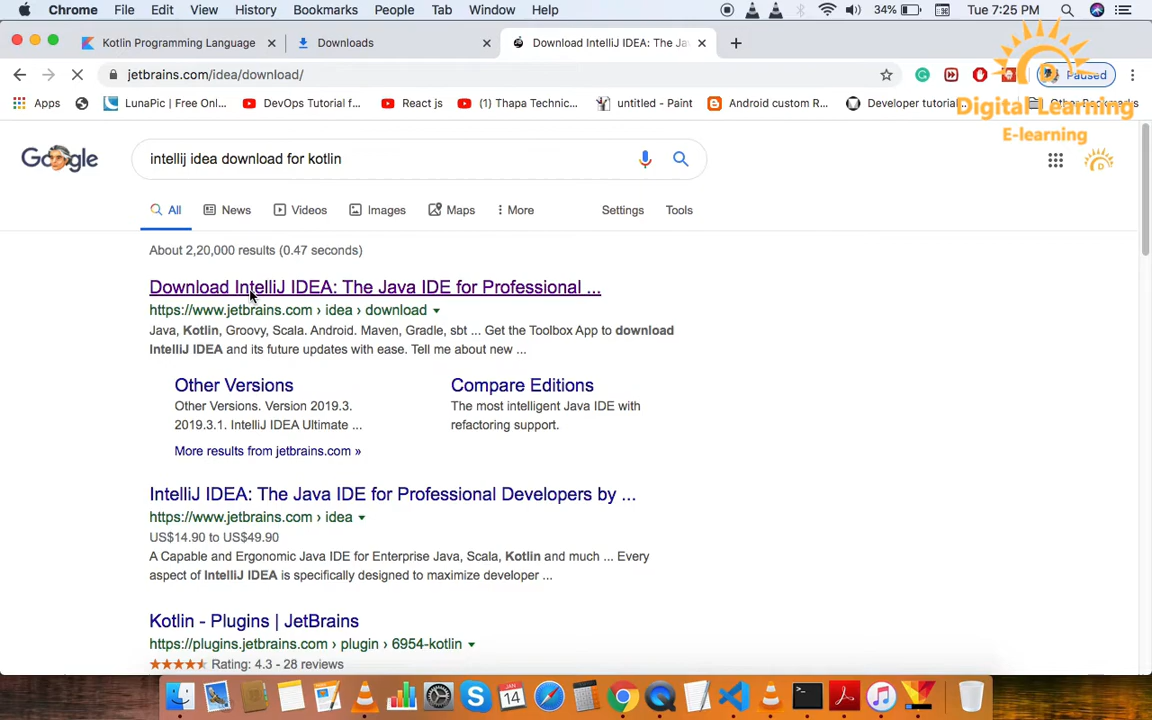 Chrome File Edit View History Bookmarks People Tab Window Help 34% Tue 7:25 PM
Kotlin Programming Language Downloads Download IntelliJ IDEA: The Ja
jetbrains.com/idea/download/ Paused
Apps LunaPic | Free Onl... DevOps Tutorial f... React js (1) Thapa Technic... untitled - Paint Android custom R... Developer tutorial... Other Bookmarks
Digital Learning
E-learning
Google intellij idea download for kotlin
All News Videos Images Maps More Settings Tools
About 2,20,000 results (0.47 seconds)
Download IntelliJ IDEA: The Java IDE for Professional ...
https://www.jetbrains.com › idea › download
Java, Kotlin, Groovy, Scala. Android. Maven, Gradle, sbt ... Get the Toolbox App to download
IntelliJ IDEA and its future updates with ease. Tell me about new ...
Other Versions
Other Versions. Version 2019.3.
2019.3.1. IntelliJ IDEA Ultimate ...
Compare Editions
The most intelligent Java IDE with
refactoring support.
More results from jetbrains.com »
IntelliJ IDEA: The Java IDE for Professional Developers by ...
https://www.jetbrains.com › idea
US$14.90 to US$49.90
A Capable and Ergonomic Java IDE for Enterprise Java, Scala, Kotlin and much ... Every
aspect of IntelliJ IDEA is specifically designed to maximize developer ...
Kotlin - Plugins | JetBrains
https://plugins.jetbrains.com › plugin › 6954-kotlin
Rating: 4.3 - 28 reviews
JAN
14